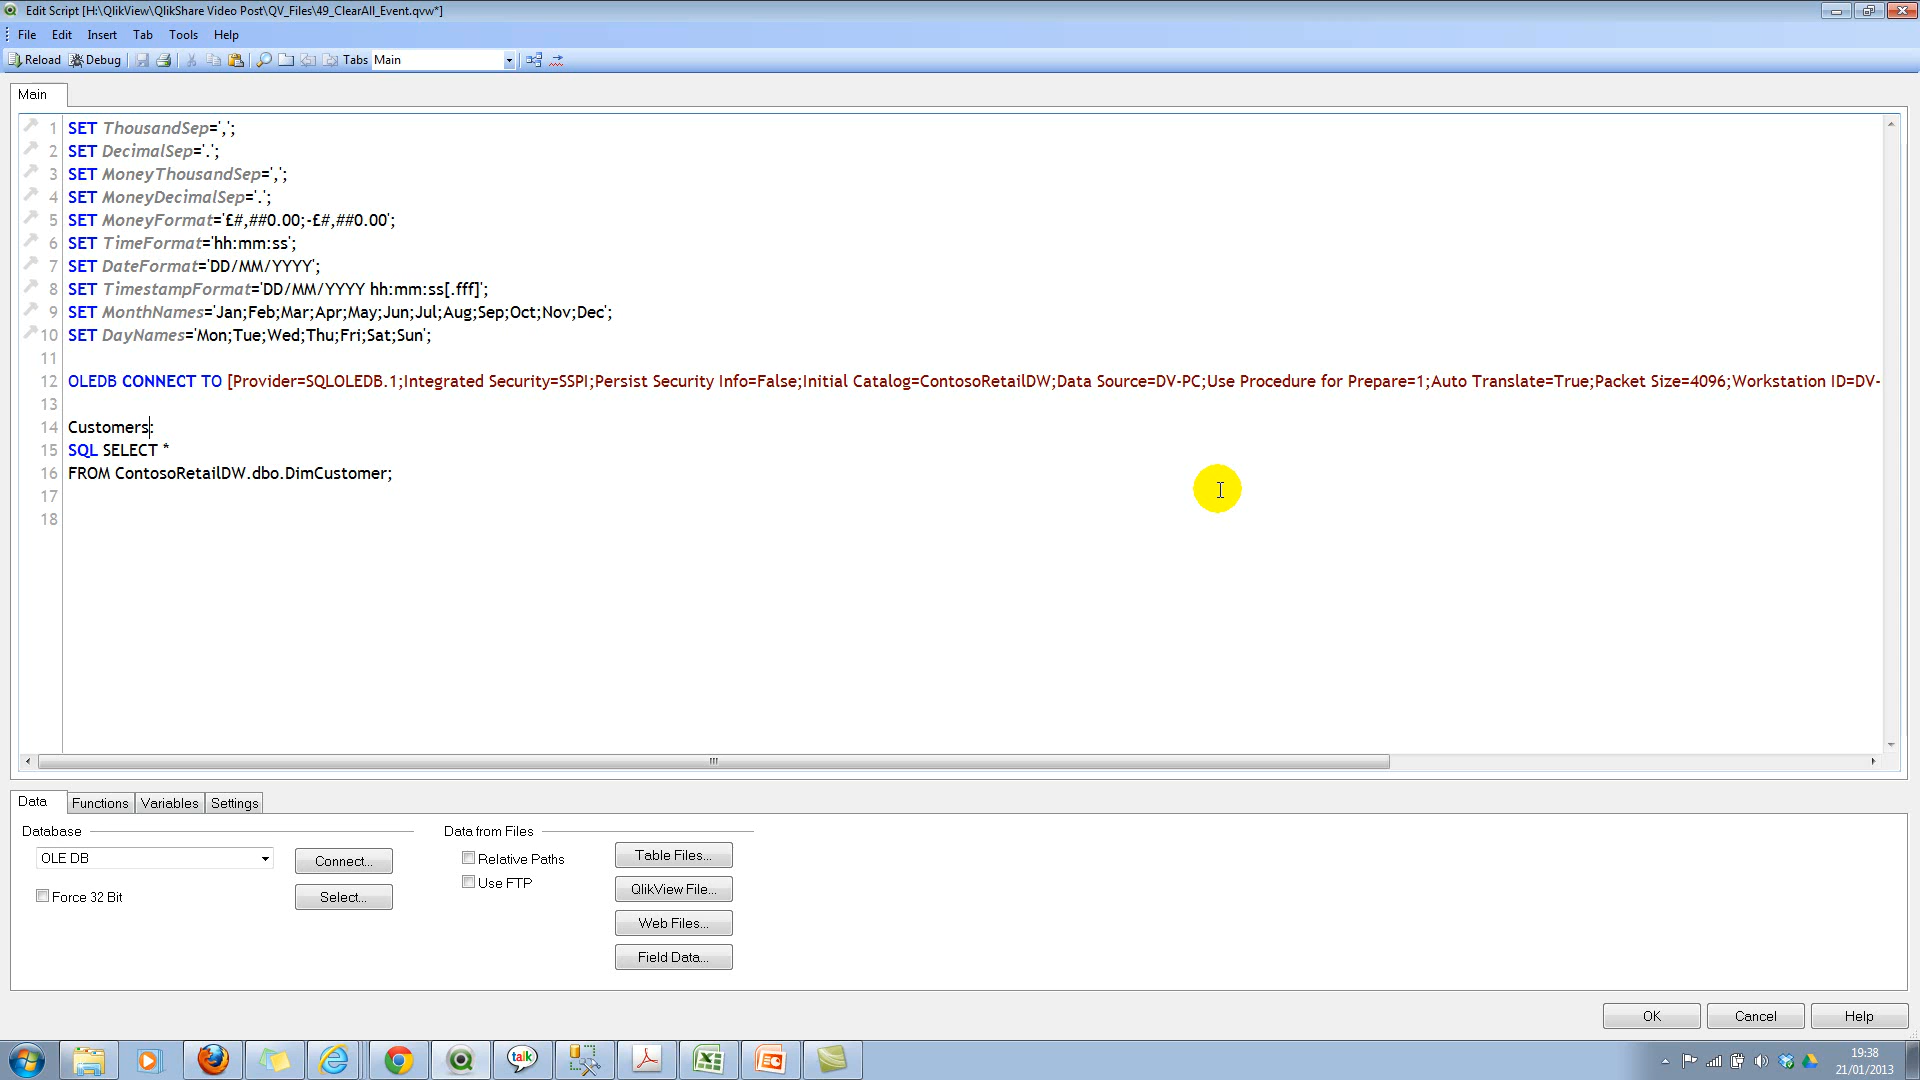 Edit Script [H:\QlikView\QlikShare Video Post\QV_Files\49_ClearAll_Event.qvw*]
File Edit Insert Tab Tools Help
Reload Debug Tabs Main
Main
1 SET ThousandSep=',';
2 SET DecimalSep='.';
3 SET MoneyThousandSep=',';
4 SET MoneyDecimalSep='.';
5 SET MoneyFormat='£#,##0.00;-£#,##0.00';
6 SET TimeFormat='hh:mm:ss';
7 SET DateFormat='DD/MM/YYYY';
8 SET TimestampFormat='DD/MM/YYYY hh:mm:ss[.fff]';
9 SET MonthNames='Jan;Feb;Mar;Apr;May;Jun;Jul;Aug;Sep;Oct;Nov;Dec';
10 SET DayNames='Mon;Tue;Wed;Thu;Fri;Sat;Sun';
11
12 OLEDB CONNECT TO [Provider=SQLOLEDB.1;Integrated Security=SSPI;Persist Security Info=False;Initial Catalog=ContosoRetailDW;Data Source=DV-PC;Use Procedure for Prepare=1;Auto Translate=True;Packet Size=4096;Workstation ID=DV-
13
14 Customers:
15 SQL SELECT *
16 FROM ContosoRetailDW.dbo.DimCustomer;
17
18
Data Functions Variables Settings
Database
OLE DB
Connect...
Force 32 Bit
Select...
Data from Files
Relative Paths
Use FTP
Table Files...
QlikView File...
Web Files...
Field Data...
OK Cancel Help
talk
19:38
21/01/2013